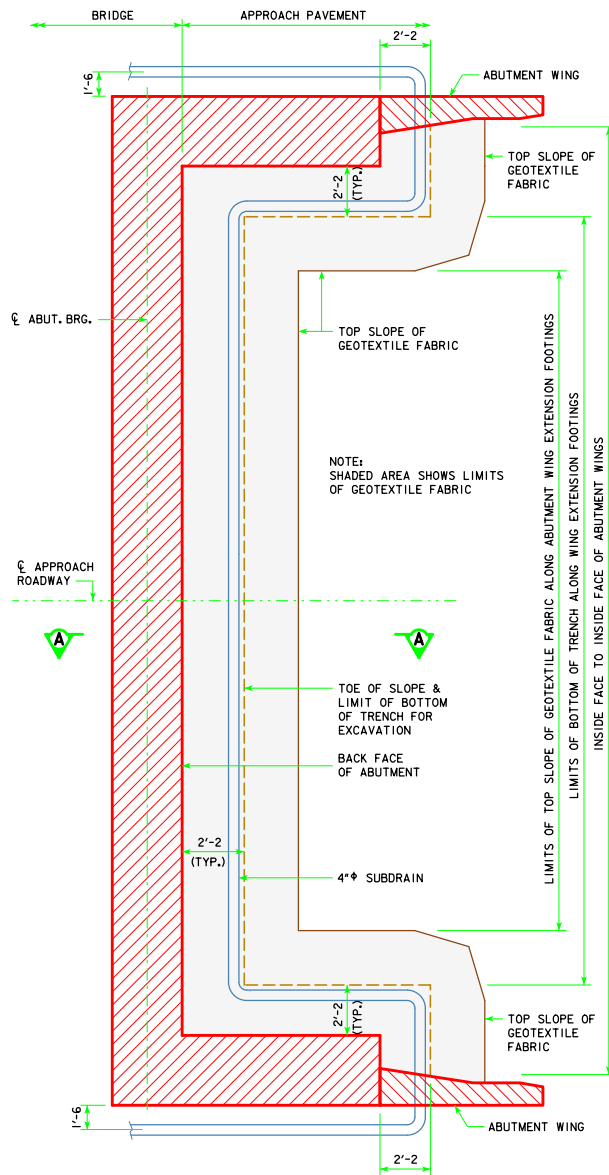 BRIDGE
APPROACH PAVEMENT
2'-2
1'-6
ABUTMENT WING
TOP SLOPE OF
GEOTEXTILE
FABRIC
2'-2
(TYP.)
℄ ABUT. BRG.
TOP SLOPE OF
GEOTEXTILE FABRIC
NOTE:
SHADED AREA SHOWS LIMITS
OF GEOTEXTILE FABRIC
LIMITS OF TOP SLOPE OF GEOTEXTILE FABRIC ALONG ABUTMENT WING EXTENSION FOOTINGS
LIMITS OF BOTTOM OF TRENCH ALONG WING EXTENSION FOOTINGS
INSIDE FACE TO INSIDE FACE OF ABUTMENT WINGS
℄ APPROACH
ROADWAY
A
A
TOE OF SLOPE &
LIMIT OF BOTTOM
OF TRENCH FOR
EXCAVATION
BACK FACE
OF ABUTMENT
2'-2
(TYP.)
4"φ SUBDRAIN
2'-2
(TYP.)
TOP SLOPE OF
GEOTEXTILE
FABRIC
1'-6
ABUTMENT WING
2'-2